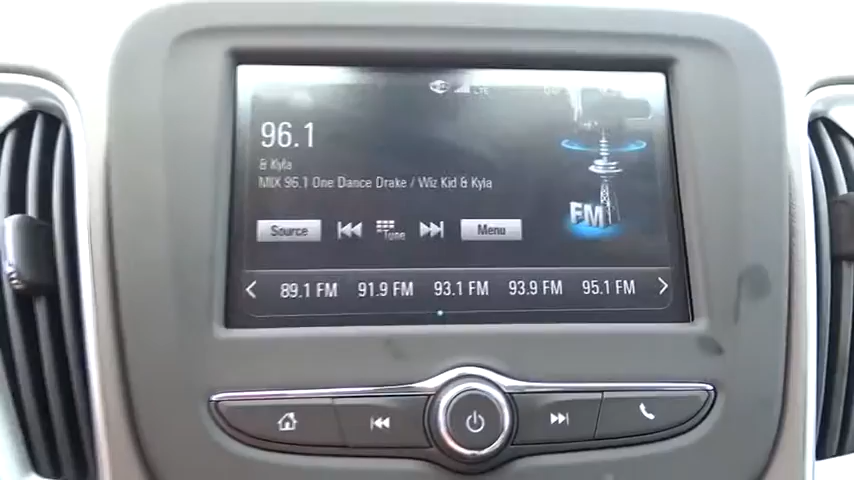 LTE
96.1
& Kyla
MIX 96.1 One Dance Drake / Wiz Kid & Kyla
FM
Source
Tune
Menu
89.1 FM 91.9 FM 93.1 FM 93.9 FM 95.1 FM